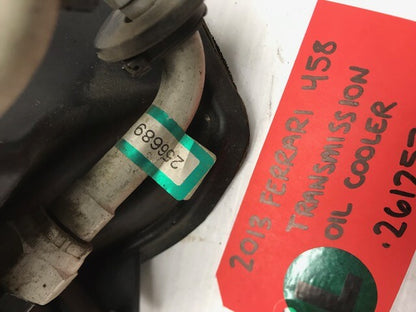 256689
2013 FERRARI 458
TRANSMISSION
OIL COOLER
L